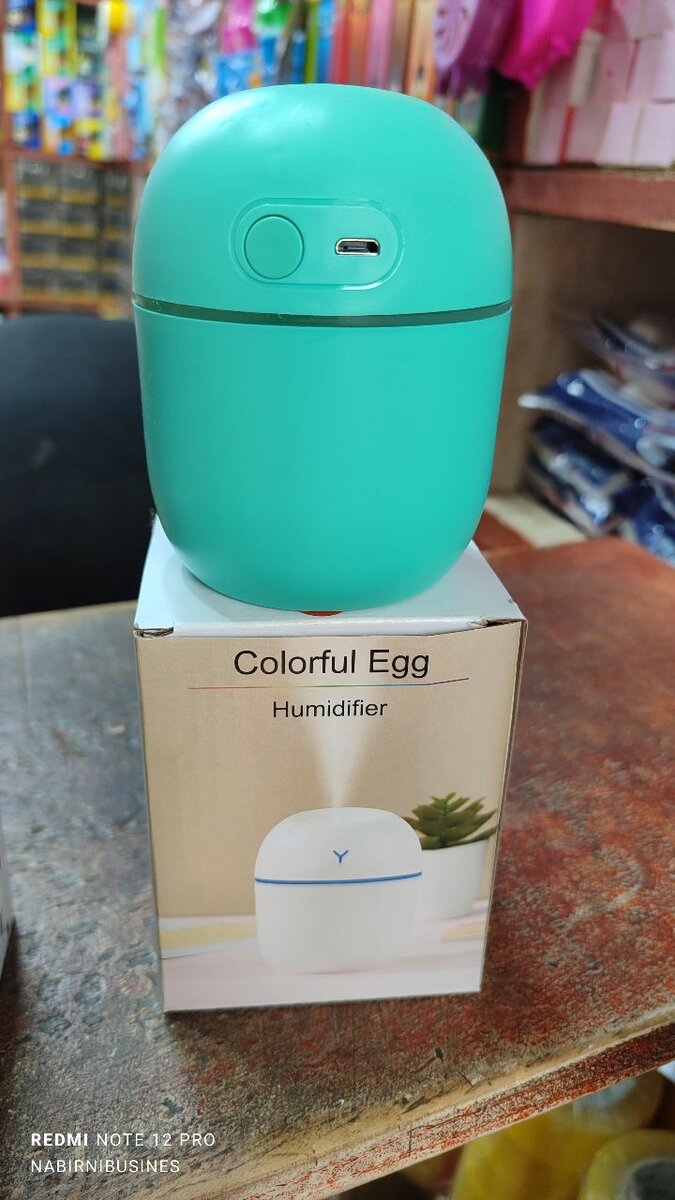 Colorful Egg
Humidifier
Y
REDMI NOTE 12 PRO
NABIRNIBUSINES